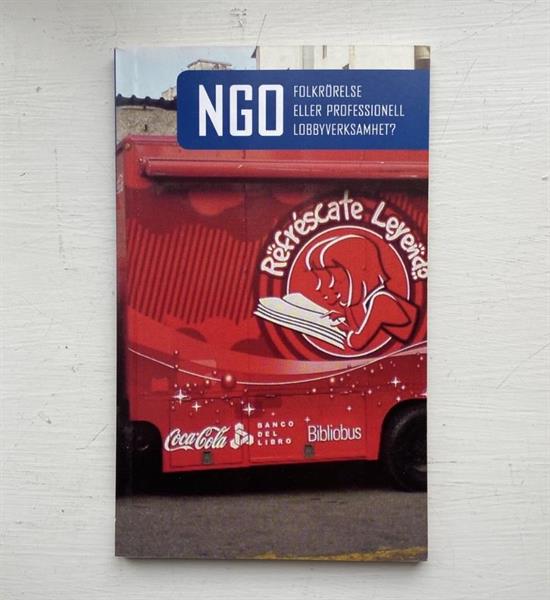 NGO
FOLKRÖRELSE
ELLER PROFESSIONELL
LOBBYVERKSAMHET?
Refréscate Leyendo
Coca-Cola
BANCO
DEL
LIBRO
Bibliobus